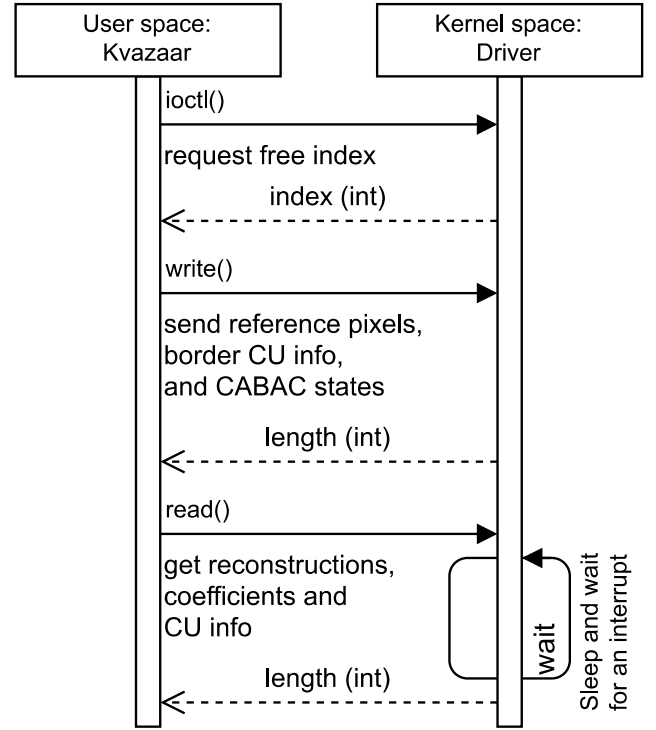 User space:
Kvazaar
Kernel space:
Driver
ioctl()
request free index
index (int)
write()
send reference pixels,
border CU info,
and CABAC states
length (int)
read()
get reconstructions,
coefficients and
CU info
wait
Sleep and wait
for an interrupt
length (int)